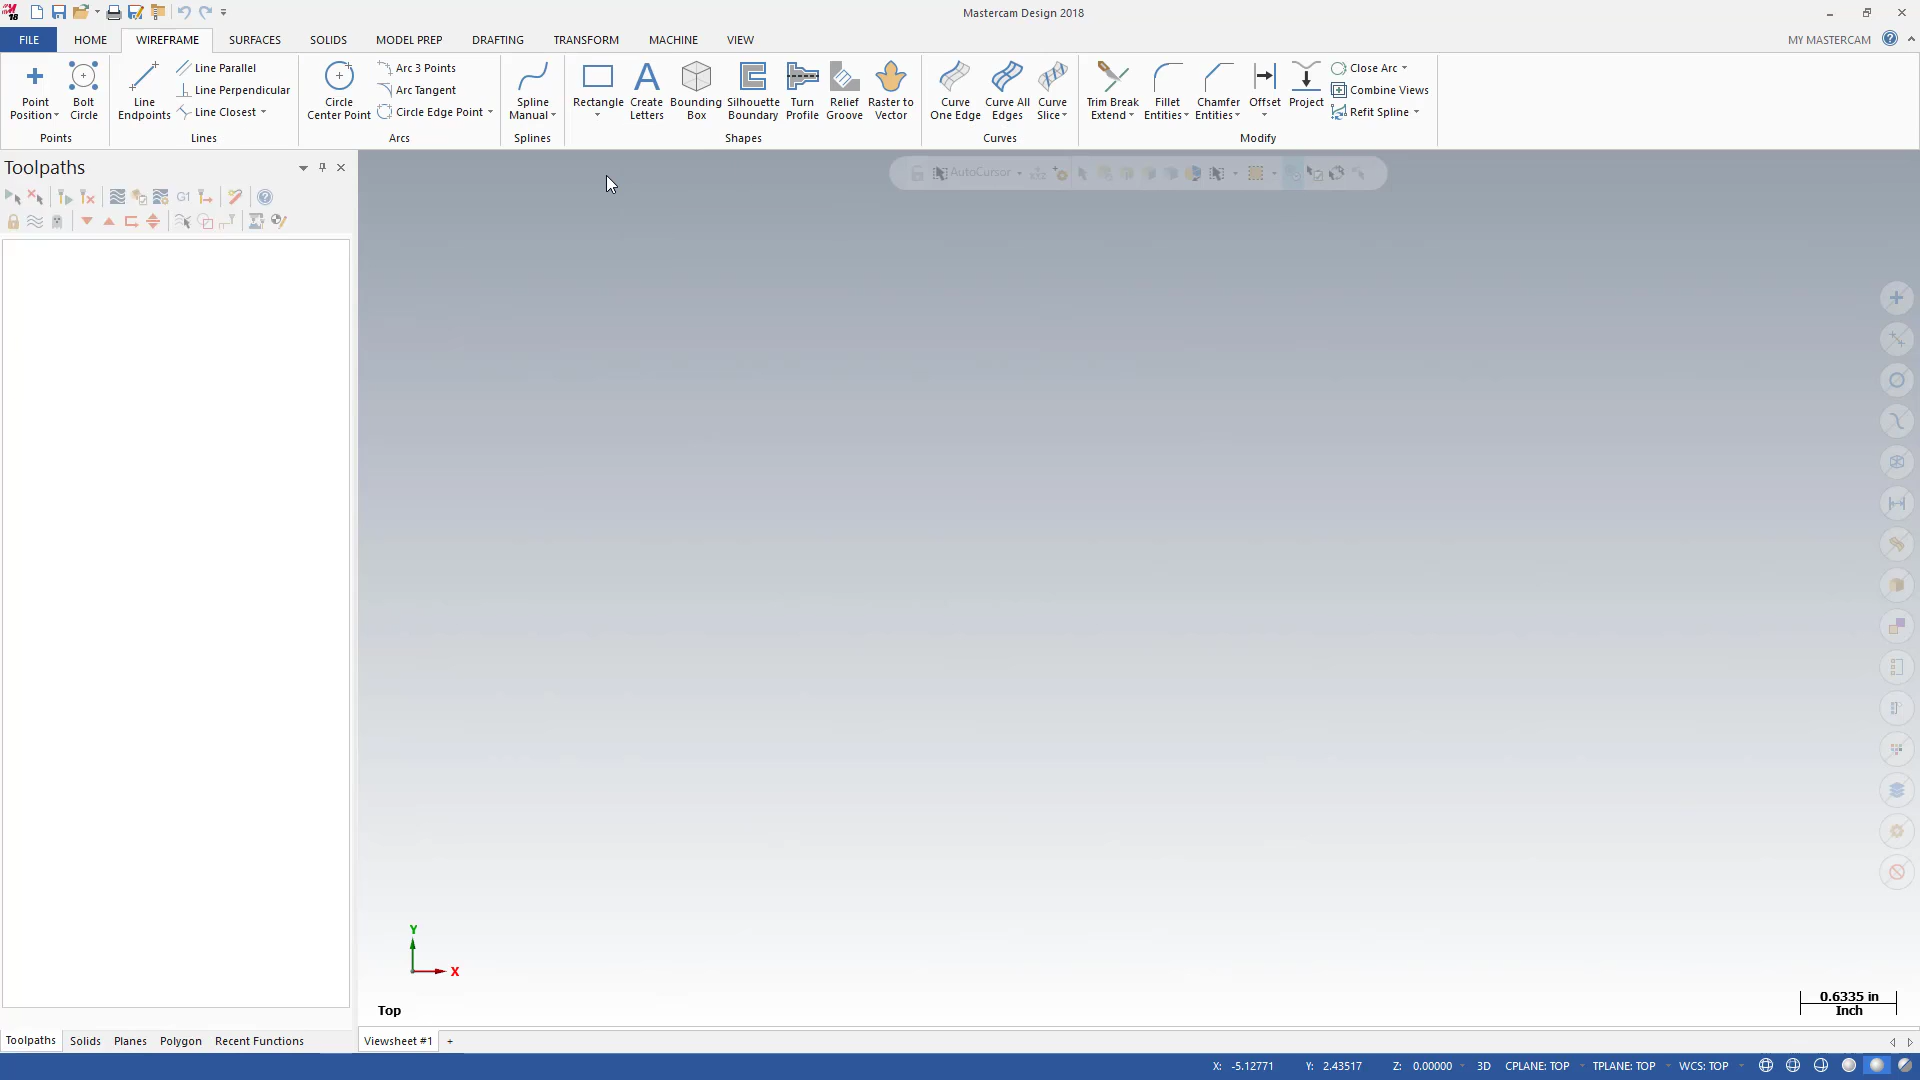 Mastercam Design 2018
FILE HOME WIREFRAME SURFACES SOLIDS MODEL PREP DRAFTING TRANSFORM MACHINE VIEW MY MASTERCAM
Point Position
Bolt Circle
Points
Line Endpoints
Line Parallel
Line Perpendicular
Line Closest
Lines
Circle Center Point
Arc 3 Points
Arc Tangent
Circle Edge Point
Arcs
Spline Manual
Splines
Rectangle
Create Letters
Bounding Box
Silhouette Boundary
Turn Profile
Relief Groove
Raster to Vector
Shapes
Curve One Edge
Curve All Edges
Curve Slice
Curves
Trim Break Extend
Fillet Entities
Chamfer Entities
Offset
Project
Close Arc
Combine Views
Refit Spline
Modify
Toolpaths
G1
AutoCursor
Y
X
Top
0.6335 in
Inch
Toolpaths Solids Planes Polygon Recent Functions
Viewsheet #1 +
X: -5.12771 Y: 2.43517 Z: 0.00000 3D CPLANE: TOP TPLANE: TOP WCS: TOP